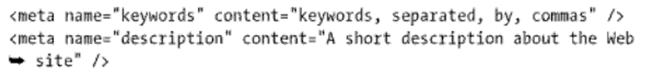 <meta name="keywords" content="keywords, separated, by, commas" />
<meta name="description" content="A short description about the Web
➥ site" />